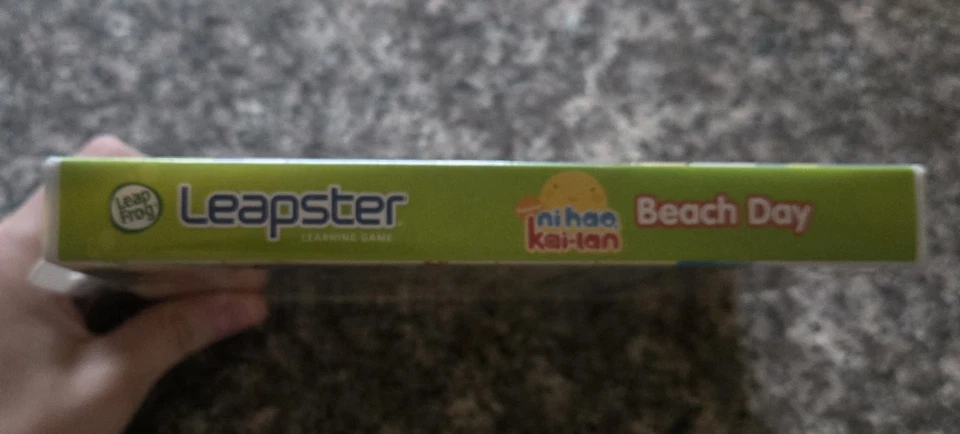 Leap Frog
Leapster
LEARNING GAME
ni hao,
kai-lan
Beach Day